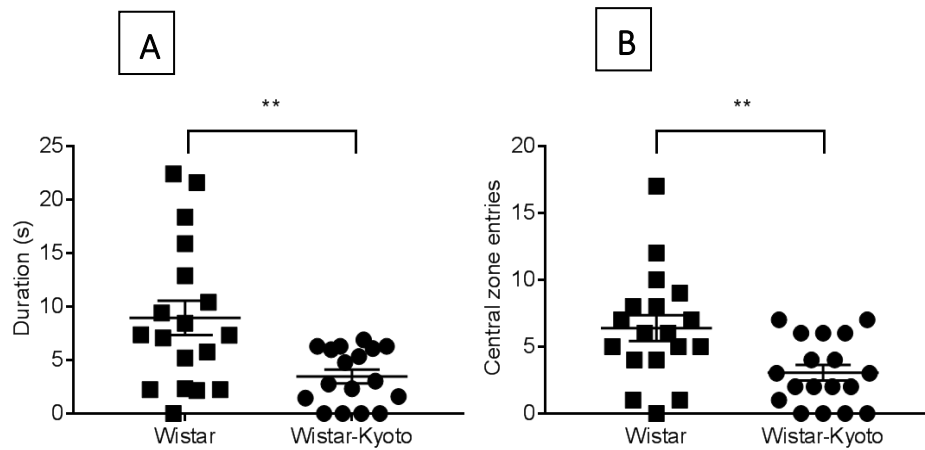 A
B
**
**
Duration (s)
25
20
15
10
5
0
Wistar
Wistar-Kyoto
Central zone entries
20
15
10
5
0
Wistar
Wistar-Kyoto